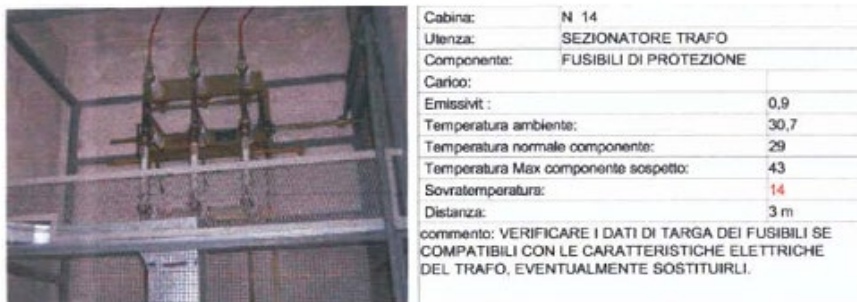 Cabina: N 14
Utenza: SEZIONATORE TRAFO
Componente: FUSIBILI DI PROTEZIONE
Carico:
Emissivit : 0,9
Temperatura ambiente: 30,7
Temperatura normale componente: 29
Temperatura Max componente sospetto: 43
Sovratemperatura: 14
Distanza: 3 m
commento: VERIFICARE I DATI DI TARGA DEI FUSIBILI SE
COMPATIBILI CON LE CARATTERISTICHE ELETTRICHE
DEL TRAFO, EVENTUALMENTE SOSTITUIRLI.